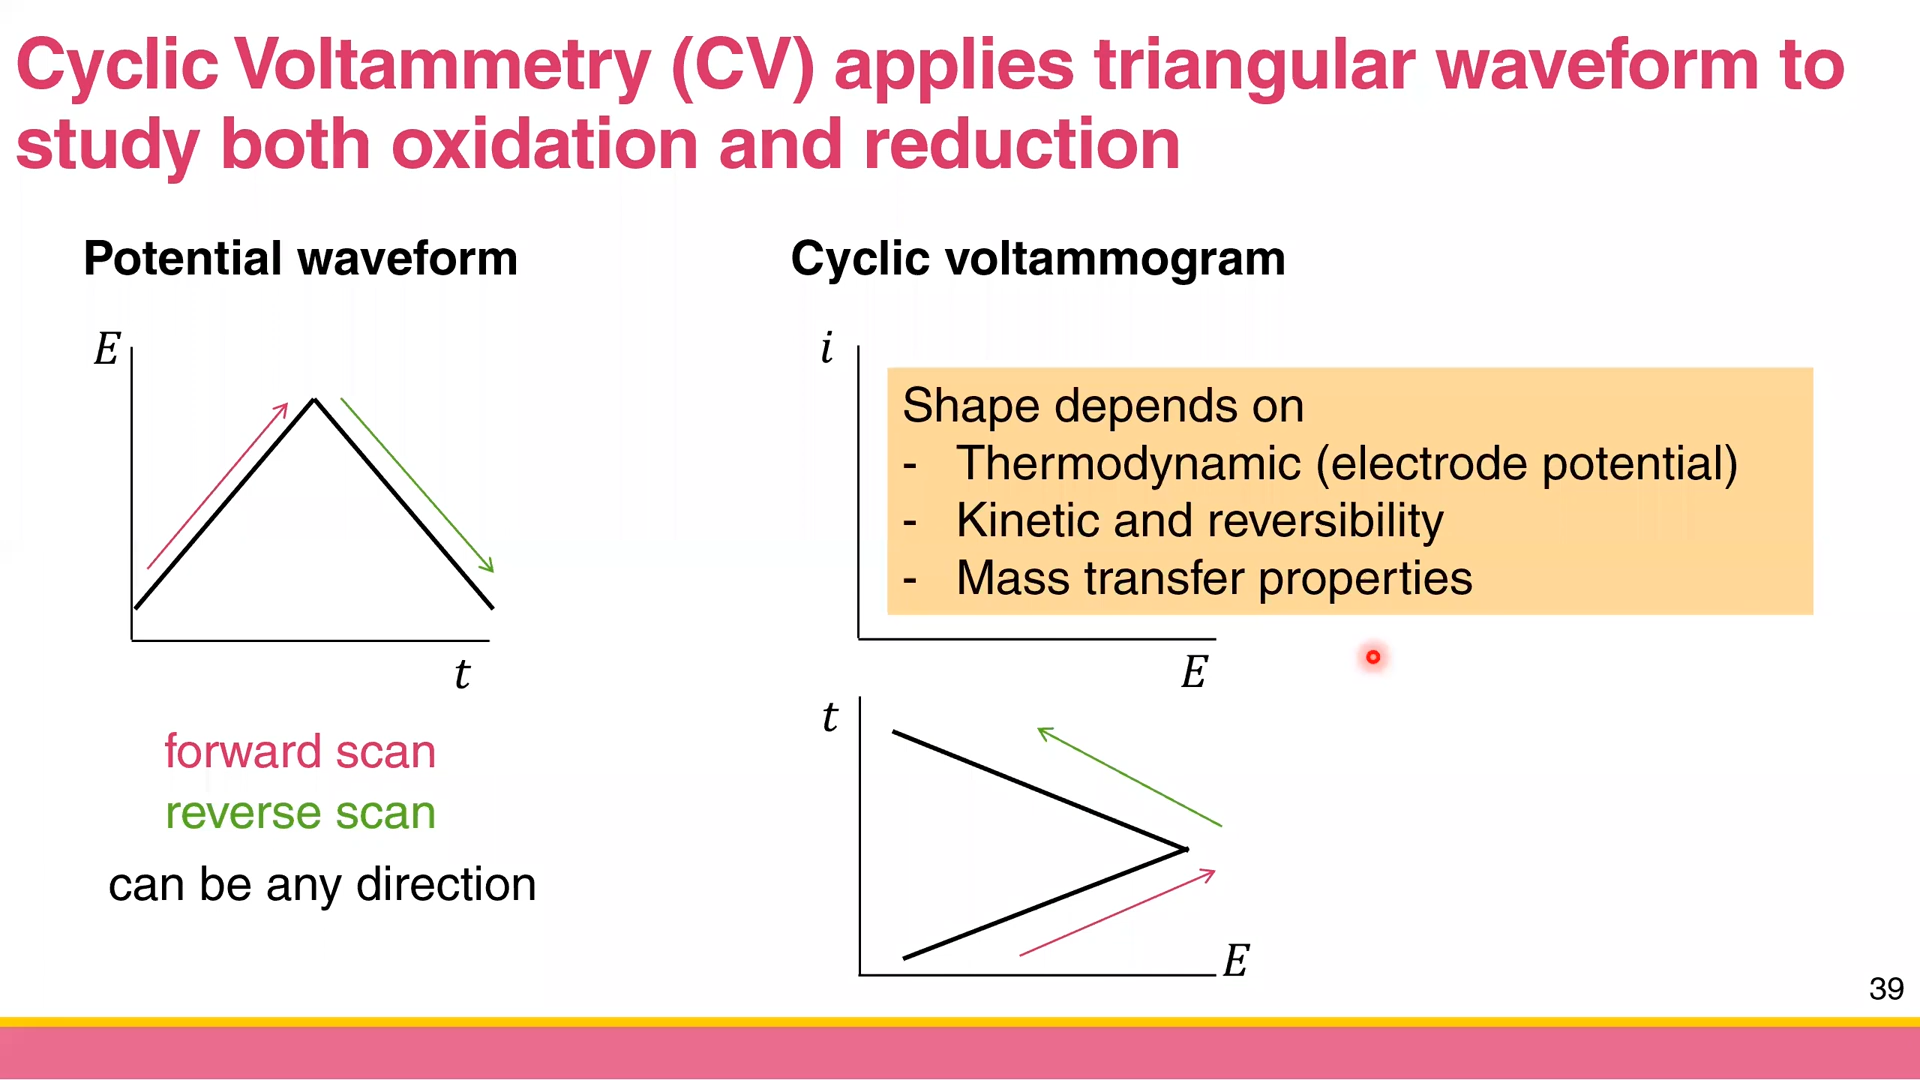 Cyclic Voltammetry (CV) applies triangular waveform to
study both oxidation and reduction
Potential waveform
E
t
forward scan
reverse scan
can be any direction
Cyclic voltammogram
i
Shape depends on
- Thermodynamic (electrode potential)
- Kinetic and reversibility
- Mass transfer properties
E
t
E
39